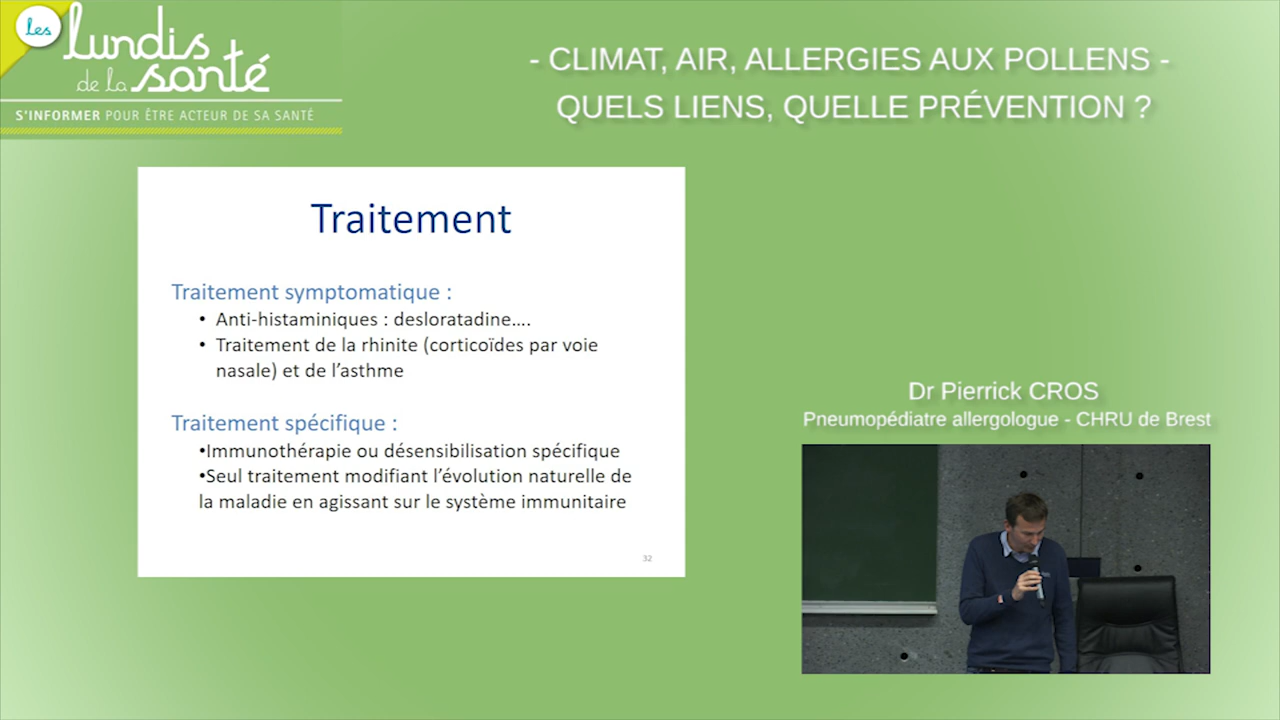 Les
lundis
de la santé
S'INFORMER POUR ÊTRE ACTEUR DE SA SANTÉ
- CLIMAT, AIR, ALLERGIES AUX POLLENS -
QUELS LIENS, QUELLE PRÉVENTION ?
Traitement
Traitement symptomatique :
• Anti-histaminiques : desloratadine....
• Traitement de la rhinite (corticoïdes par voie
nasale) et de l'asthme
Traitement spécifique :
•Immunothérapie ou désensibilisation spécifique
•Seul traitement modifiant l'évolution naturelle de
la maladie en agissant sur le système immunitaire
32
Dr Pierrick CROS
Pneumopédiatre allergologue - CHRU de Brest